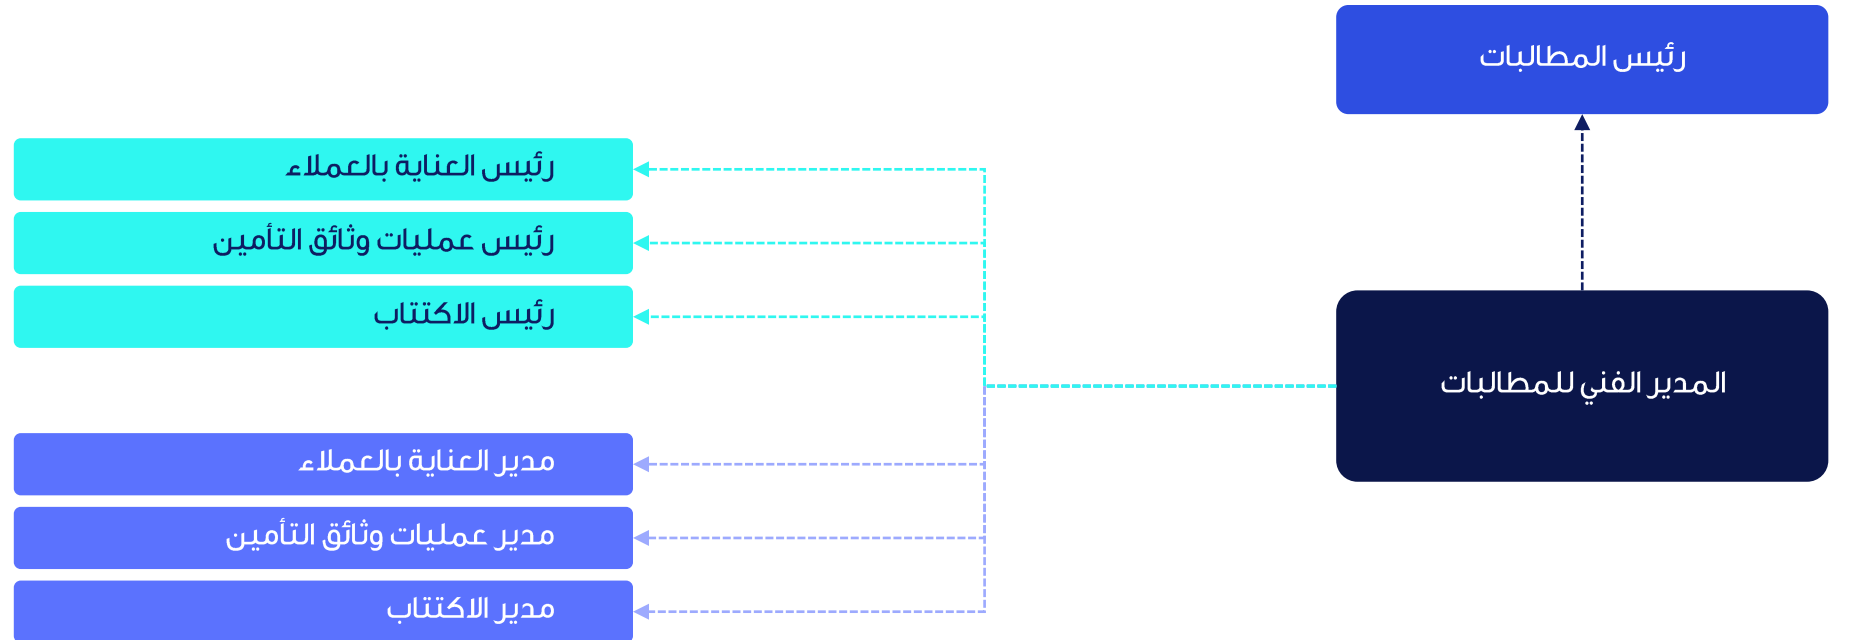 رئيس المطالبات
رئيس العناية بالعملاء
رئيس عمليات وثائق التأمين
رئيس الاكتتاب
المدير الفني للمطالبات
مدير العناية بالعملاء
مدير عمليات وثائق التأمين
مدير الاكتتاب